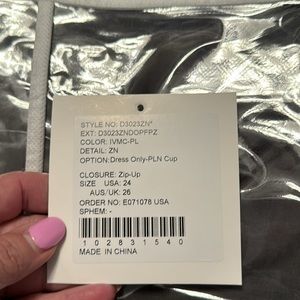 STYLE NO: D3023ZN*
EXT: D3023ZNDOPFPZ
COLOR: IVMC-PL
DETAIL: ZN
OPTION:Dress Only-PLN Cup
CLOSURE: Zip-Up
SIZE USA: 24
AUS/UK: 26
ORDER NO: E071078 USA
SPHEM: -
102831540
MADE IN CHINA